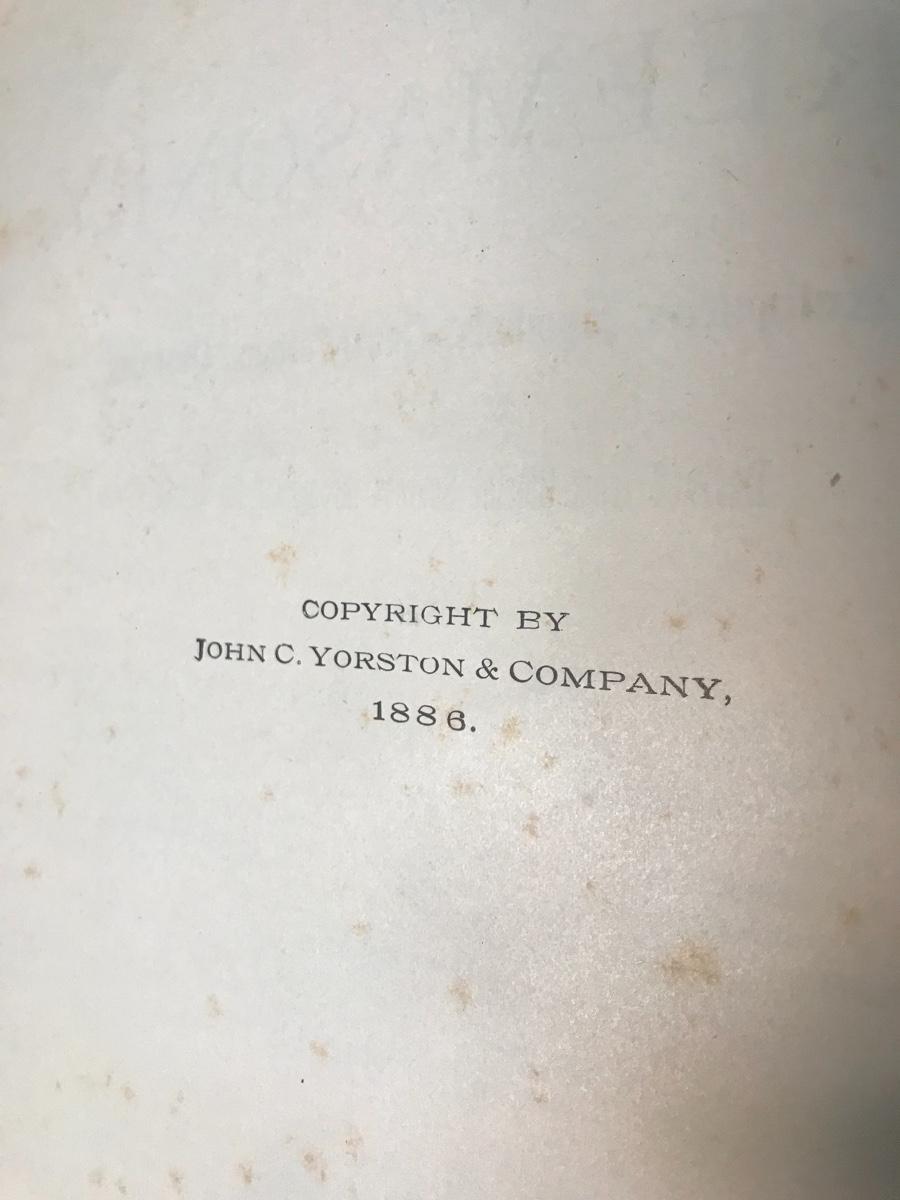 COPYRIGHT BY
JOHN C. YORSTON & COMPANY,
1886.